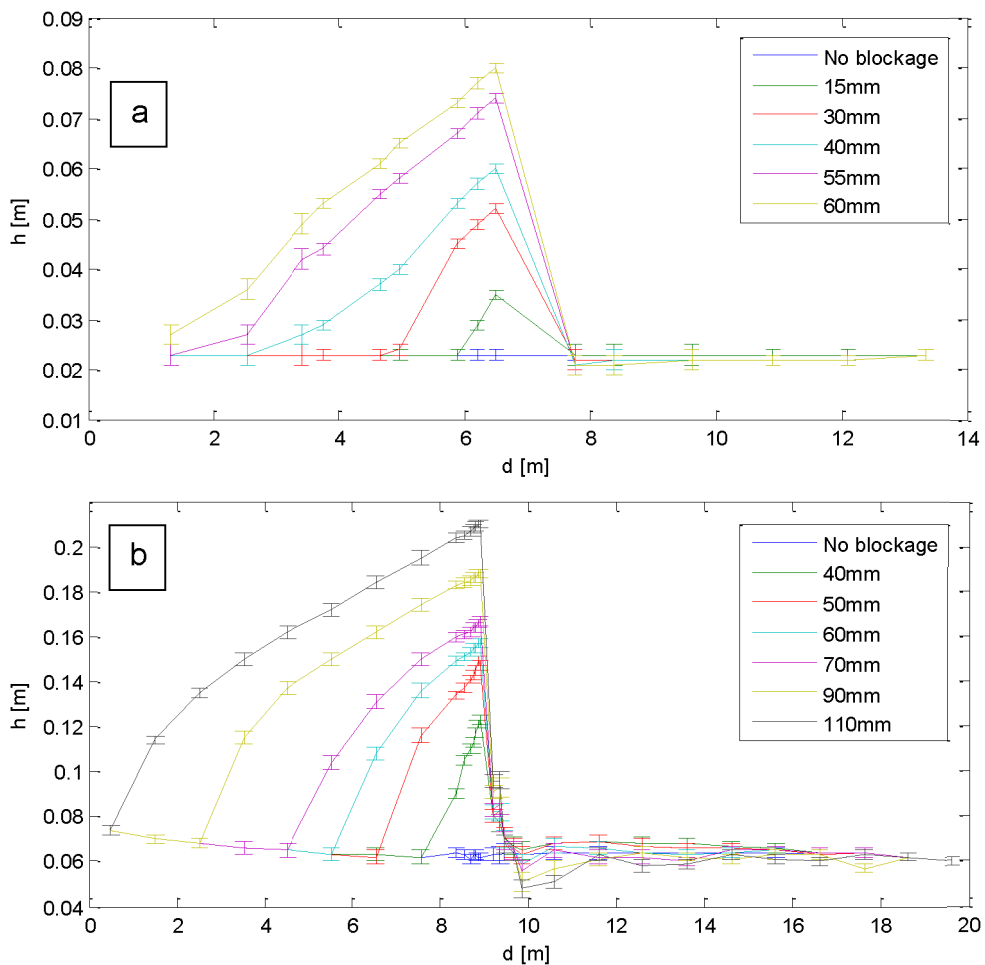 0.09
0.08
0.07
0.06
0.05
0.04
0.03
0.02
0.01
h [m]
a
No blockage
15mm
30mm
40mm
55mm
60mm
0 2 4 6 8 10 12 14
d [m]
0.2
0.18
0.16
0.14
0.12
0.1
0.08
0.06
0.04
h [m]
b
No blockage
40mm
50mm
60mm
70mm
90mm
110mm
0 2 4 6 8 10 12 14 16 18 20
d [m]